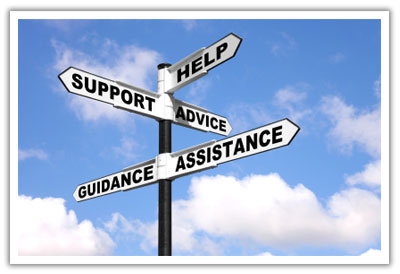 HELP
SUPPORT
ADVICE
ASSISTANCE
GUIDANCE